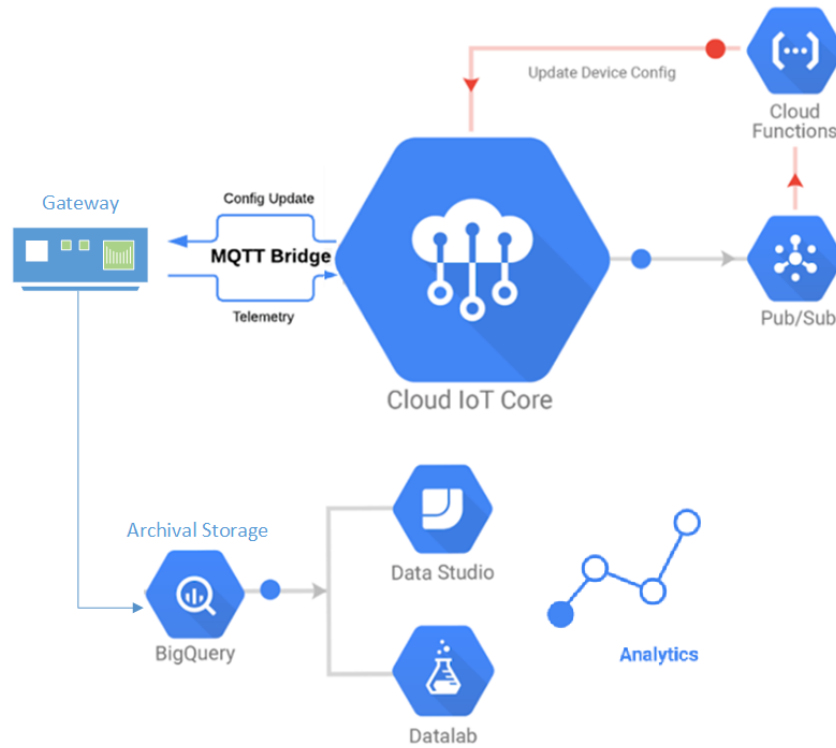 Update Device Config
Cloud
Functions
Gateway
Config Update
MQTT Bridge
Telemetry
Pub/Sub
Cloud IoT Core
Archival Storage
Data Studio
BigQuery
Analytics
Datalab